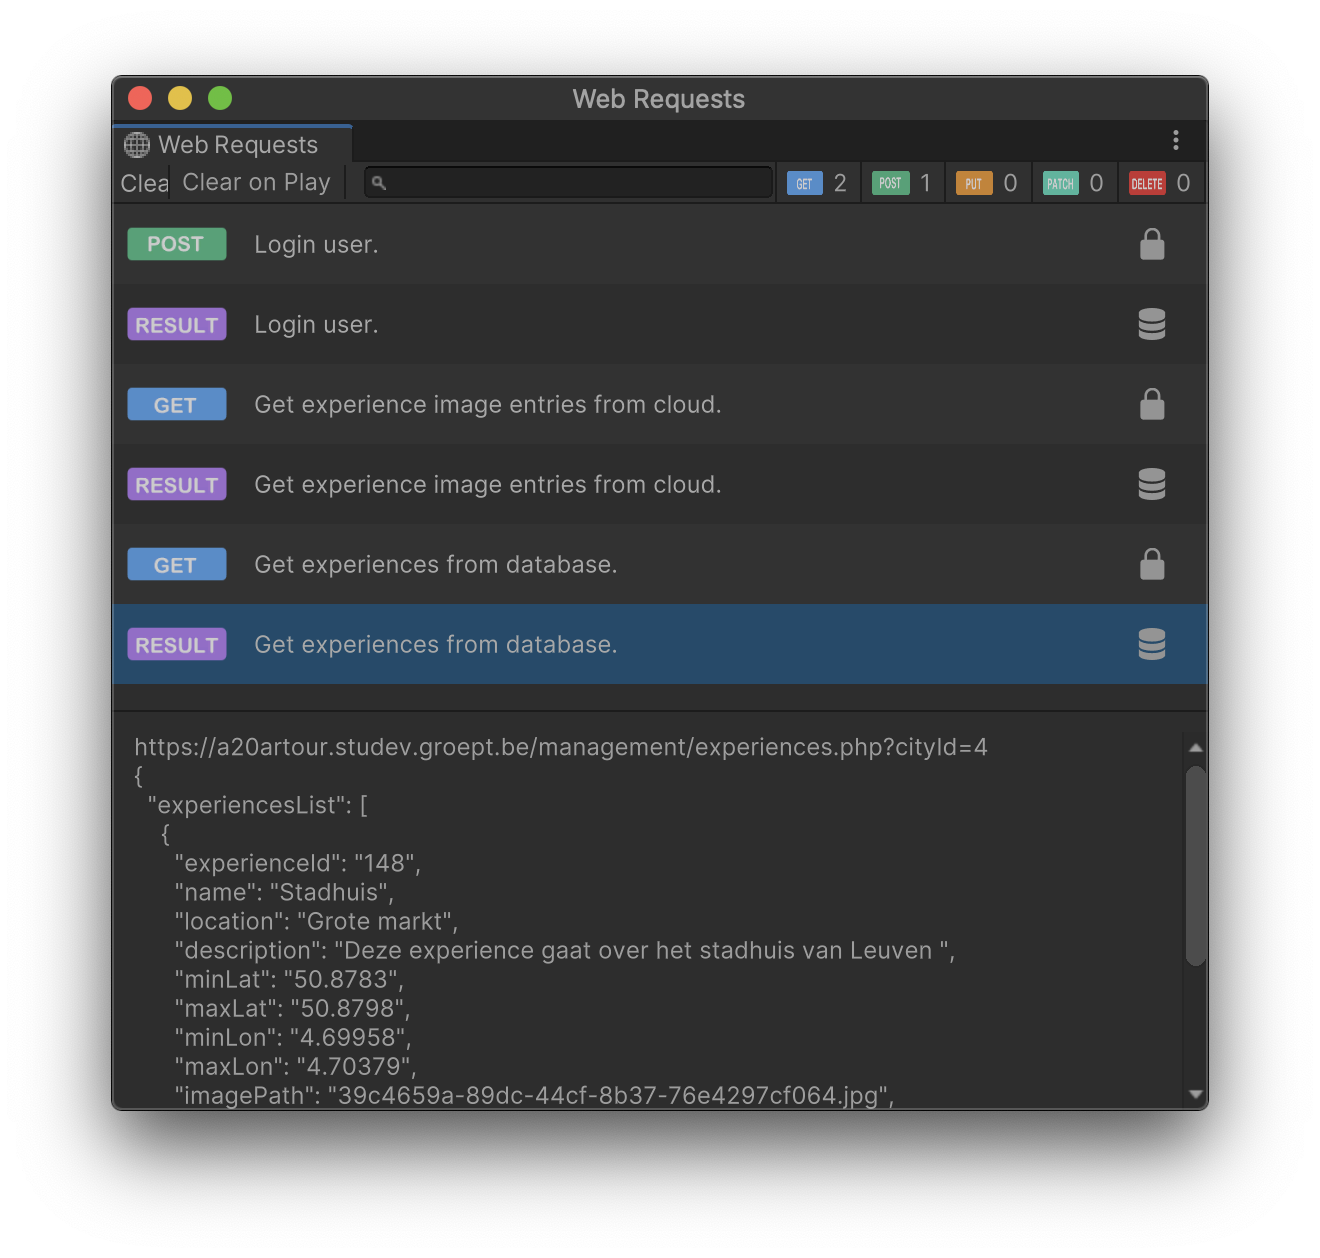 Web Requests
Web Requests
Clea Clear on Play GET 2 POST 1 PUT 0 PATCH 0 DELETE 0
POST Login user.
RESULT Login user.
GET Get experience image entries from cloud.
RESULT Get experience image entries from cloud.
GET Get experiences from database.
RESULT Get experiences from database.
https://a20artour.studev.groept.be/management/experiences.php?cityId=4
{
"experiencesList": [
{
"experienceId": "148",
"name": "Stadhuis",
"location": "Grote markt",
"description": "Deze experience gaat over het stadhuis van Leuven ",
"minLat": "50.8783",
"maxLat": "50.8798",
"minLon": "4.69958",
"maxLon": "4.70379",
"imagePath": "39c4659a-89dc-44cf-8b37-76e4297cf064.jpg",